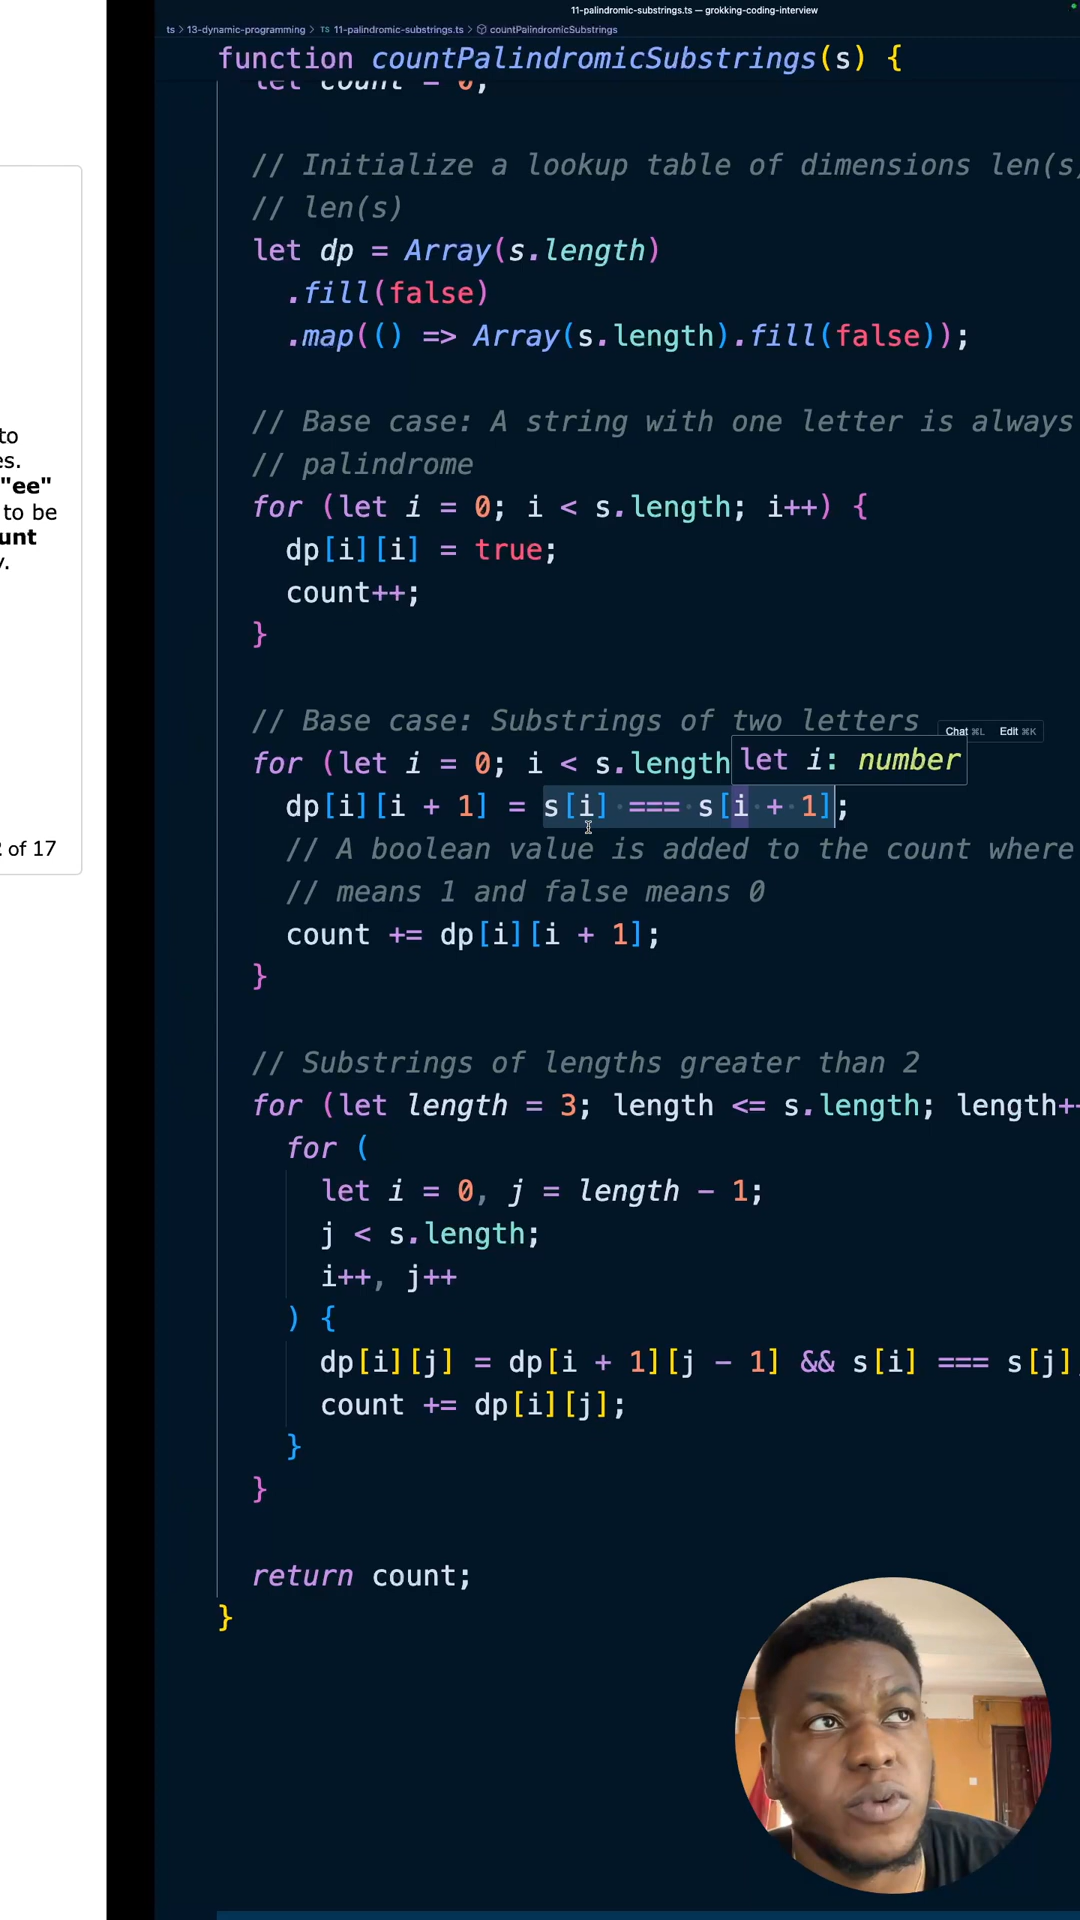 11-palindromic-substrings.ts — grokking-coding-interview
ts > 13-dynamic-programming > TS 11-palindromic-substrings.ts > countPalindromicSubstrings
function countPalindromicSubstrings(s) {
let count = 0;
// Initialize a lookup table of dimensions len(s)
// len(s)
let dp = Array(s.length)
.fill(false)
.map(() => Array(s.length).fill(false));
// Base case: A string with one letter is always
// palindrome
for (let i = 0; i < s.length; i++) {
dp[i][i] = true;
count++;
}
// Base case: Substrings of two letters
Chat ⌘L Edit ⌘K
for (let i = 0; i < s.length
let i: number
dp[i][i + 1] = s[i] === s[i + 1];
// A boolean value is added to the count where
// means 1 and false means 0
count += dp[i][i + 1];
}
// Substrings of lengths greater than 2
for (let length = 3; length <= s.length; length++
for (
let i = 0, j = length - 1;
j < s.length;
i++, j++
) {
dp[i][j] = dp[i + 1][j - 1] && s[i] === s[j]
count += dp[i][j];
}
}
return count;
}
to
es.
"ee"
to be
unt
y.
of 17